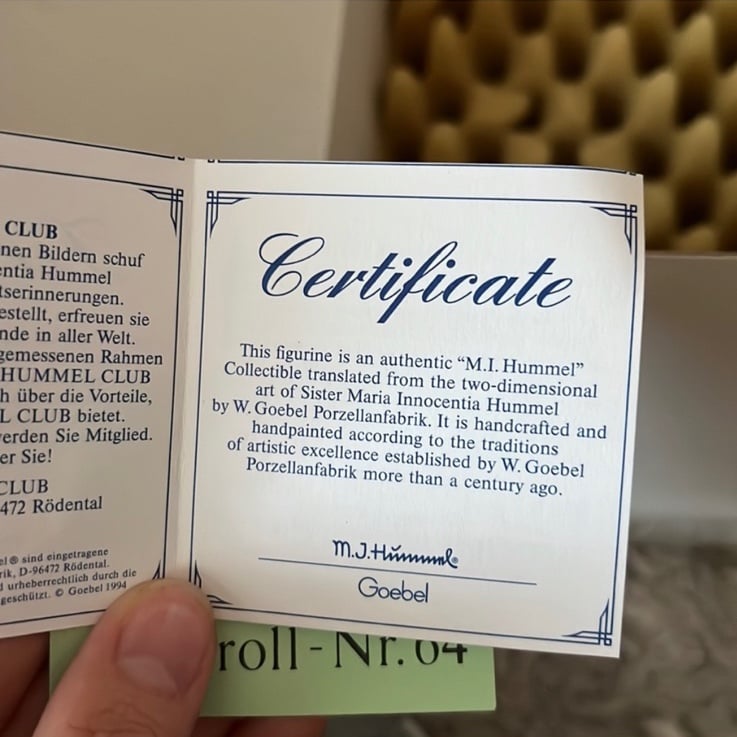 CLUB
nen Bildern schuf
entia Hummel
tserinnerungen.
estellt, erfreuen sie
nde in aller Welt.
gemessenen Rahmen
HUMMEL CLUB
h über die Vorteile,
L CLUB bietet.
erden Sie Mitglied.
er Sie!
CLUB
472 Rödental
el® sind eingetragene
rik, D-96472 Rödental.
d urheberrechtlich durch die
geschützt. © Goebel 1994
Certificate
This figurine is an authentic “M.I. Hummel”
Collectible translated from the two-dimensional
art of Sister Maria Innocentia Hummel
by W. Goebel Porzellanfabrik. It is handcrafted and
handpainted according to the traditions
of artistic excellence established by W. Goebel
Porzellanfabrik more than a century ago.
M.J.Hummel®
Goebel
roll-Nr. 64